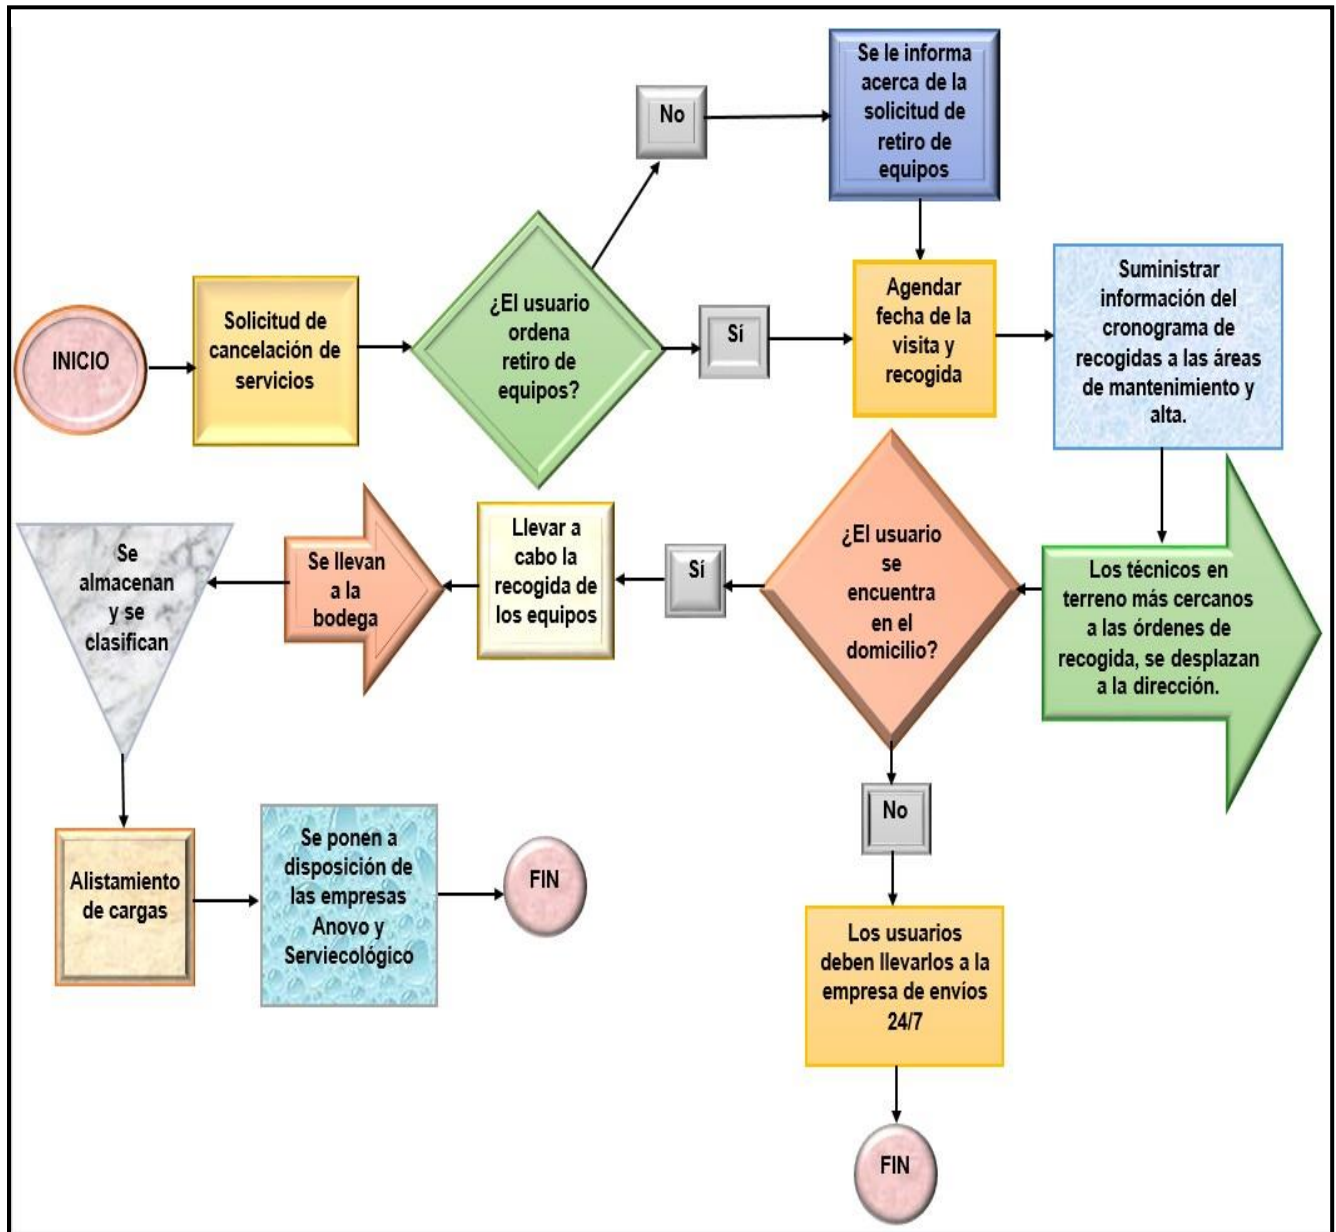 INICIO
Solicitud de
cancelación de
servicios
¿El usuario
ordena
retiro de
equipos?
No
Se le informa
acerca de la
solicitud de
retiro de
equipos
Sí
Agendar
fecha de la
visita y
recogida
Suministrar
información del
cronograma de
recogidas a las áreas
de mantenimiento y
alta.
Los técnicos en
terreno más cercanos
a las órdenes de
recogida, se desplazan
a la dirección.
¿El usuario
se
encuentra
en el
domicilio?
Sí
Llevar a
cabo la
recogida de
los equipos
Se llevan
a la
bodega
Se
almacenan
y se
clasifican
Alistamiento
de cargas
Se ponen a
disposición de
las empresas
Anovo y
Serviecológico
FIN
No
Los usuarios
deben llevarlos a la
empresa de envíos
24/7
FIN